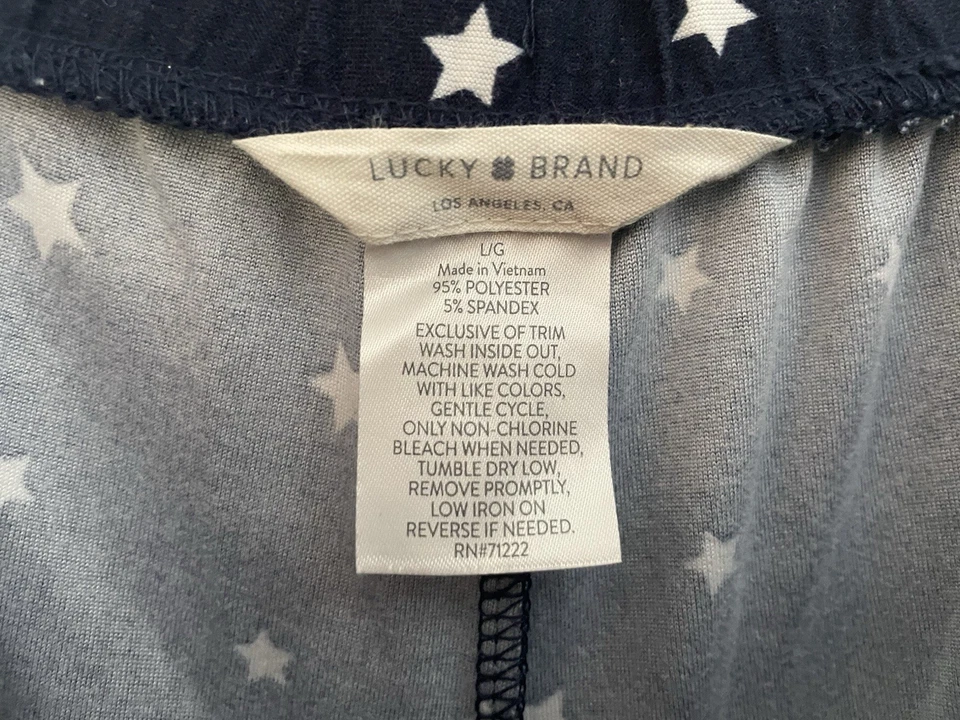 LUCKY BRAND
LOS ANGELES, CA
L/G
Made in Vietnam
95% POLYESTER
5% SPANDEX
EXCLUSIVE OF TRIM
WASH INSIDE OUT,
MACHINE WASH COLD
WITH LIKE COLORS,
GENTLE CYCLE,
ONLY NON-CHLORINE
BLEACH WHEN NEEDED,
TUMBLE DRY LOW,
REMOVE PROMPTLY,
LOW IRON ON
REVERSE IF NEEDED.
RN#71222